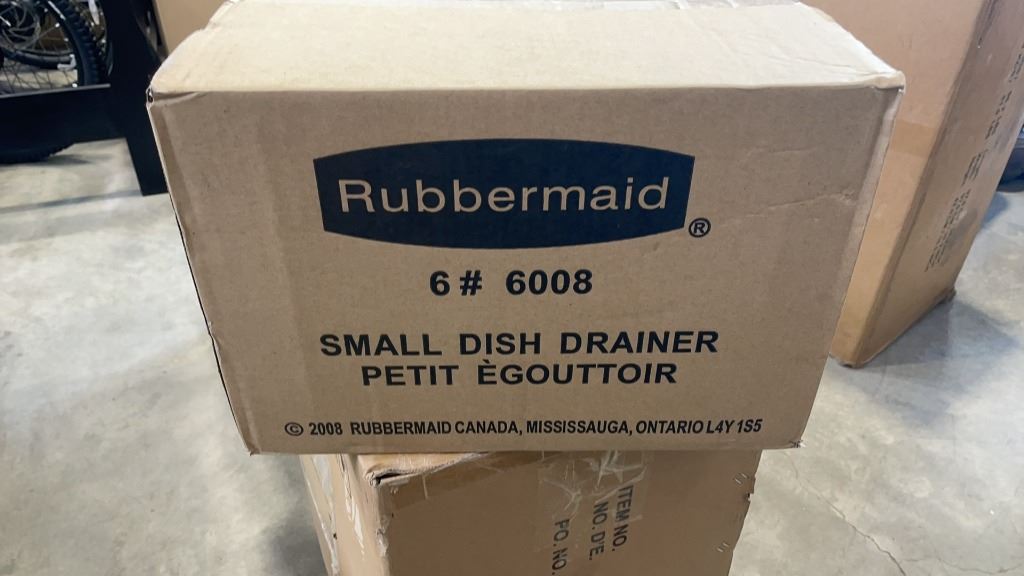 Rubbermaid®
6# 6008
SMALL DISH DRAINER
PETIT ÈGOUTTOIR
© 2008 RUBBERMAID CANADA, MISSISSAUGA, ONTARIO L4Y 1S5
ITEM NO.
NO. D'E.
PO. NO.